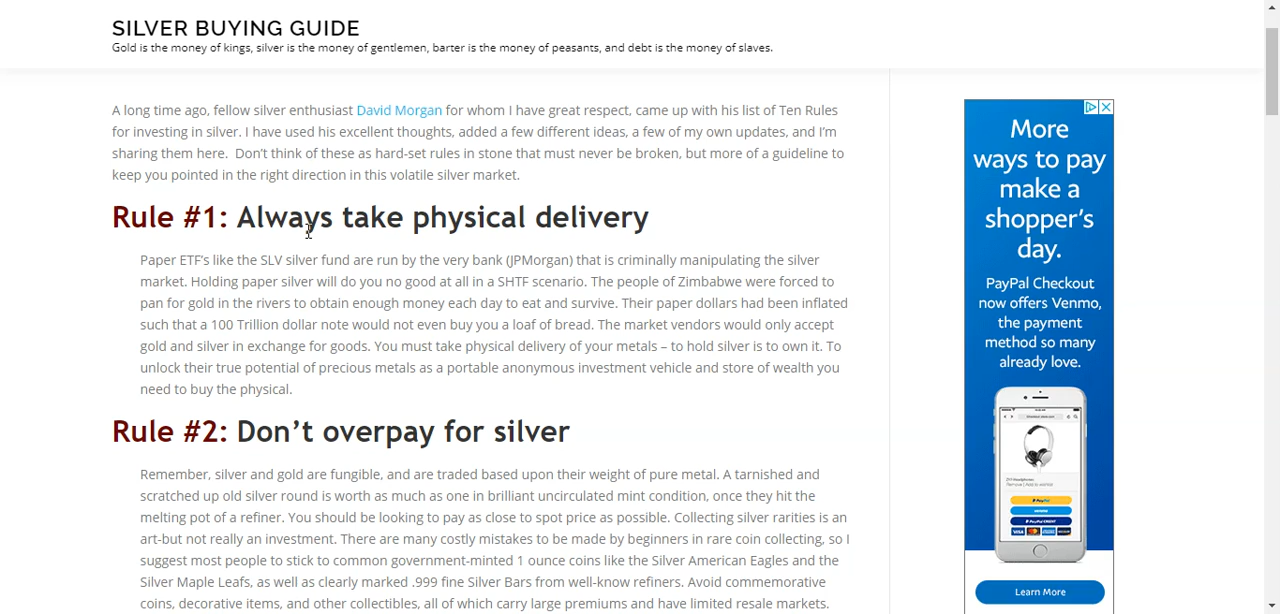 SILVER BUYING GUIDE
Gold is the money of kings, silver is the money of gentlemen, barter is the money of peasants, and debt is the money of slaves.
A long time ago, fellow silver enthusiast David Morgan for whom I have great respect, came up with his list of Ten Rules
for investing in silver. I have used his excellent thoughts, added a few different ideas, a few of my own updates, and I'm
sharing them here.  Don't think of these as hard-set rules in stone that must never be broken, but more of a guideline to
keep you pointed in the right direction in this volatile silver market.
Rule #1: Always take physical delivery
Paper ETF's like the SLV silver fund are run by the very bank (JPMorgan) that is criminally manipulating the silver
market. Holding paper silver will do you no good at all in a SHTF scenario. The people of Zimbabwe were forced to
pan for gold in the rivers to obtain enough money each day to eat and survive. Their paper dollars had been inflated
such that a 100 Trillion dollar note would not even buy you a loaf of bread. The market vendors would only accept
gold and silver in exchange for goods. You must take physical delivery of your metals – to hold silver is to own it. To
unlock their true potential of precious metals as a portable anonymous investment vehicle and store of wealth you
need to buy the physical.
Rule #2: Don't overpay for silver
Remember, silver and gold are fungible, and are traded based upon their weight of pure metal. A tarnished and
scratched up old silver round is worth as much as one in brilliant uncirculated mint condition, once they hit the
melting pot of a refiner. You should be looking to pay as close to spot price as possible. Collecting silver rarities is an
art-but not really an investment. There are many costly mistakes to be made by beginners in rare coin collecting, so I
suggest most people to stick to common government-minted 1 ounce coins like the Silver American Eagles and the
Silver Maple Leafs, as well as clearly marked .999 fine Silver Bars from well-know refiners. Avoid commemorative
coins, decorative items, and other collectibles, all of which carry large premiums and have limited resale markets.
More
ways to pay
make a
shopper's
day.
PayPal Checkout
now offers Venmo,
the payment
method so many
already love.
Learn More